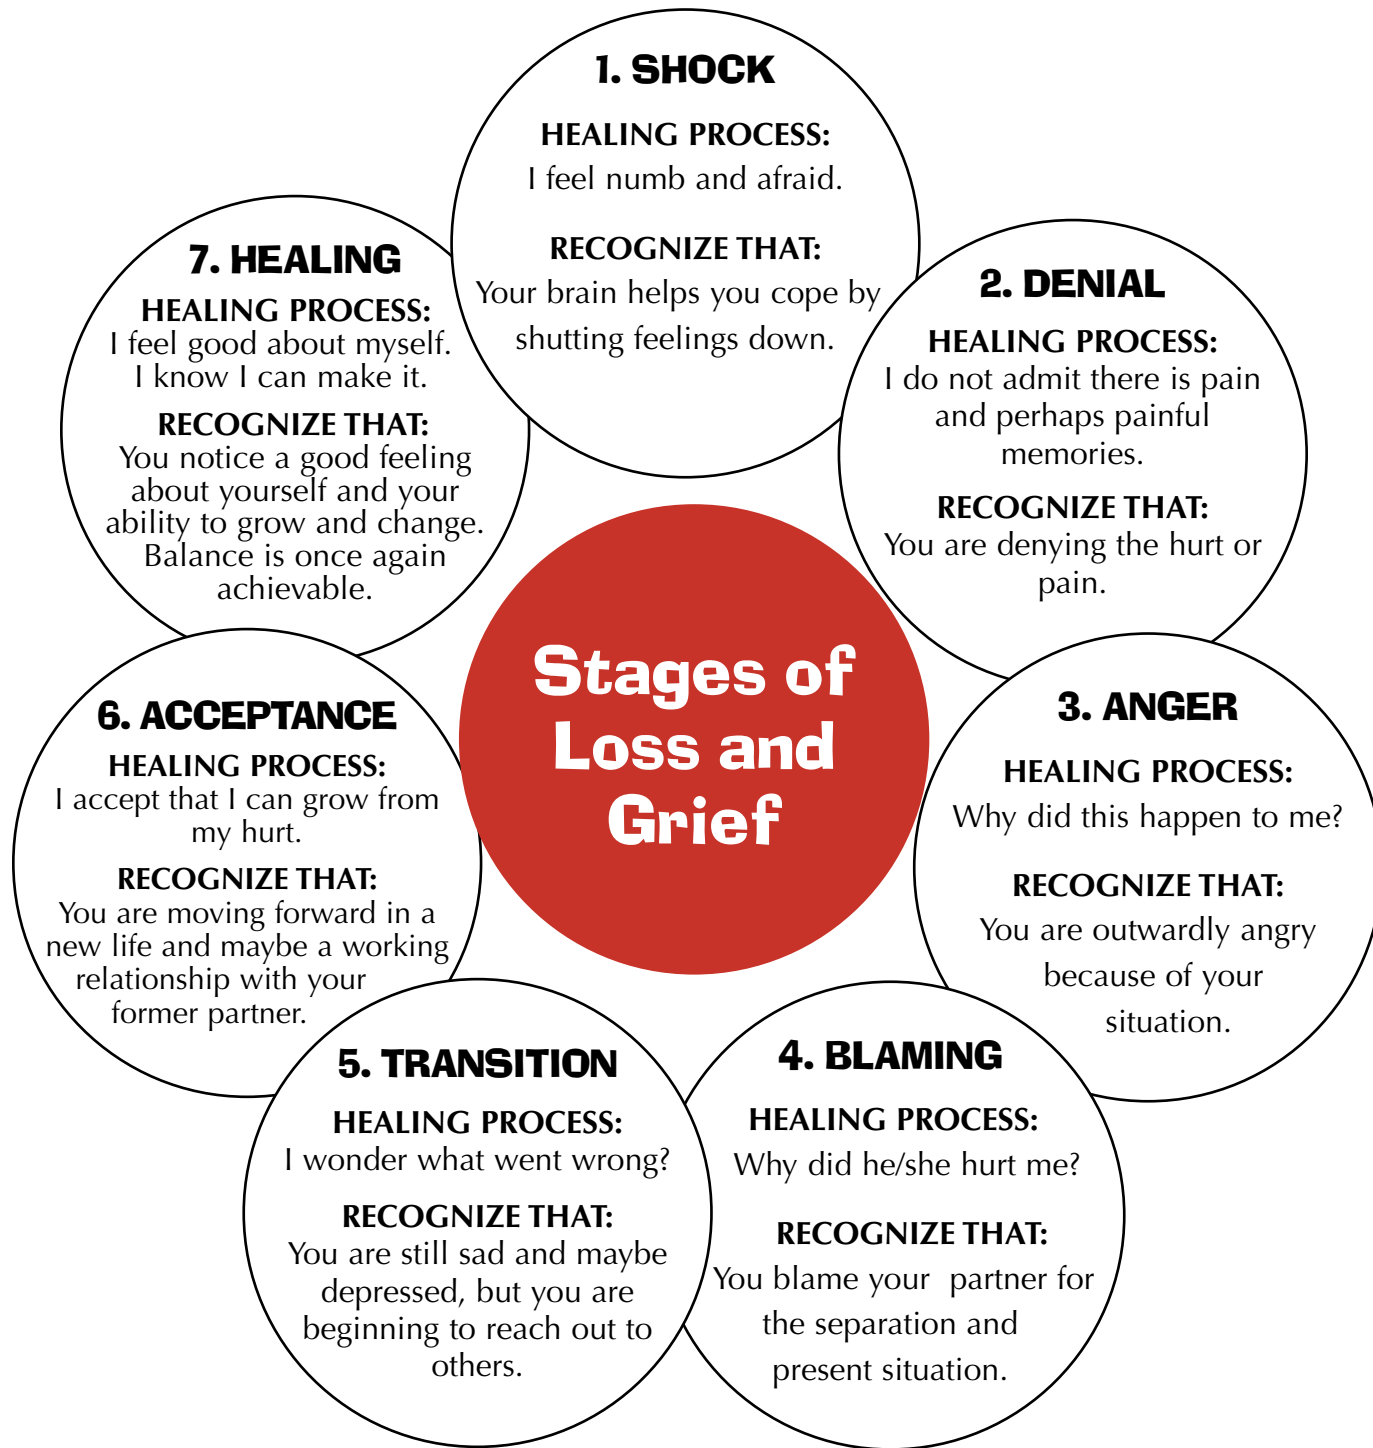 1. SHOCK
HEALING PROCESS:
I feel numb and afraid.
RECOGNIZE THAT:
Your brain helps you cope by
shutting feelings down.
2. DENIAL
HEALING PROCESS:
I do not admit there is pain
and perhaps painful
memories.
RECOGNIZE THAT:
You are denying the hurt or
pain.
3. ANGER
HEALING PROCESS:
Why did this happen to me?
RECOGNIZE THAT:
You are outwardly angry
because of your
situation.
4. BLAMING
HEALING PROCESS:
Why did he/she hurt me?
RECOGNIZE THAT:
You blame your partner for
the separation and
present situation.
5. TRANSITION
HEALING PROCESS:
I wonder what went wrong?
RECOGNIZE THAT:
You are still sad and maybe
depressed, but you are
beginning to reach out to
others.
6. ACCEPTANCE
HEALING PROCESS:
I accept that I can grow from
my hurt.
RECOGNIZE THAT:
You are moving forward in a
new life and maybe a working
relationship with your
former partner.
7. HEALING
HEALING PROCESS:
I feel good about myself.
I know I can make it.
RECOGNIZE THAT:
You notice a good feeling
about yourself and your
ability to grow and change.
Balance is once again
achievable.
Stages of
Loss and
Grief